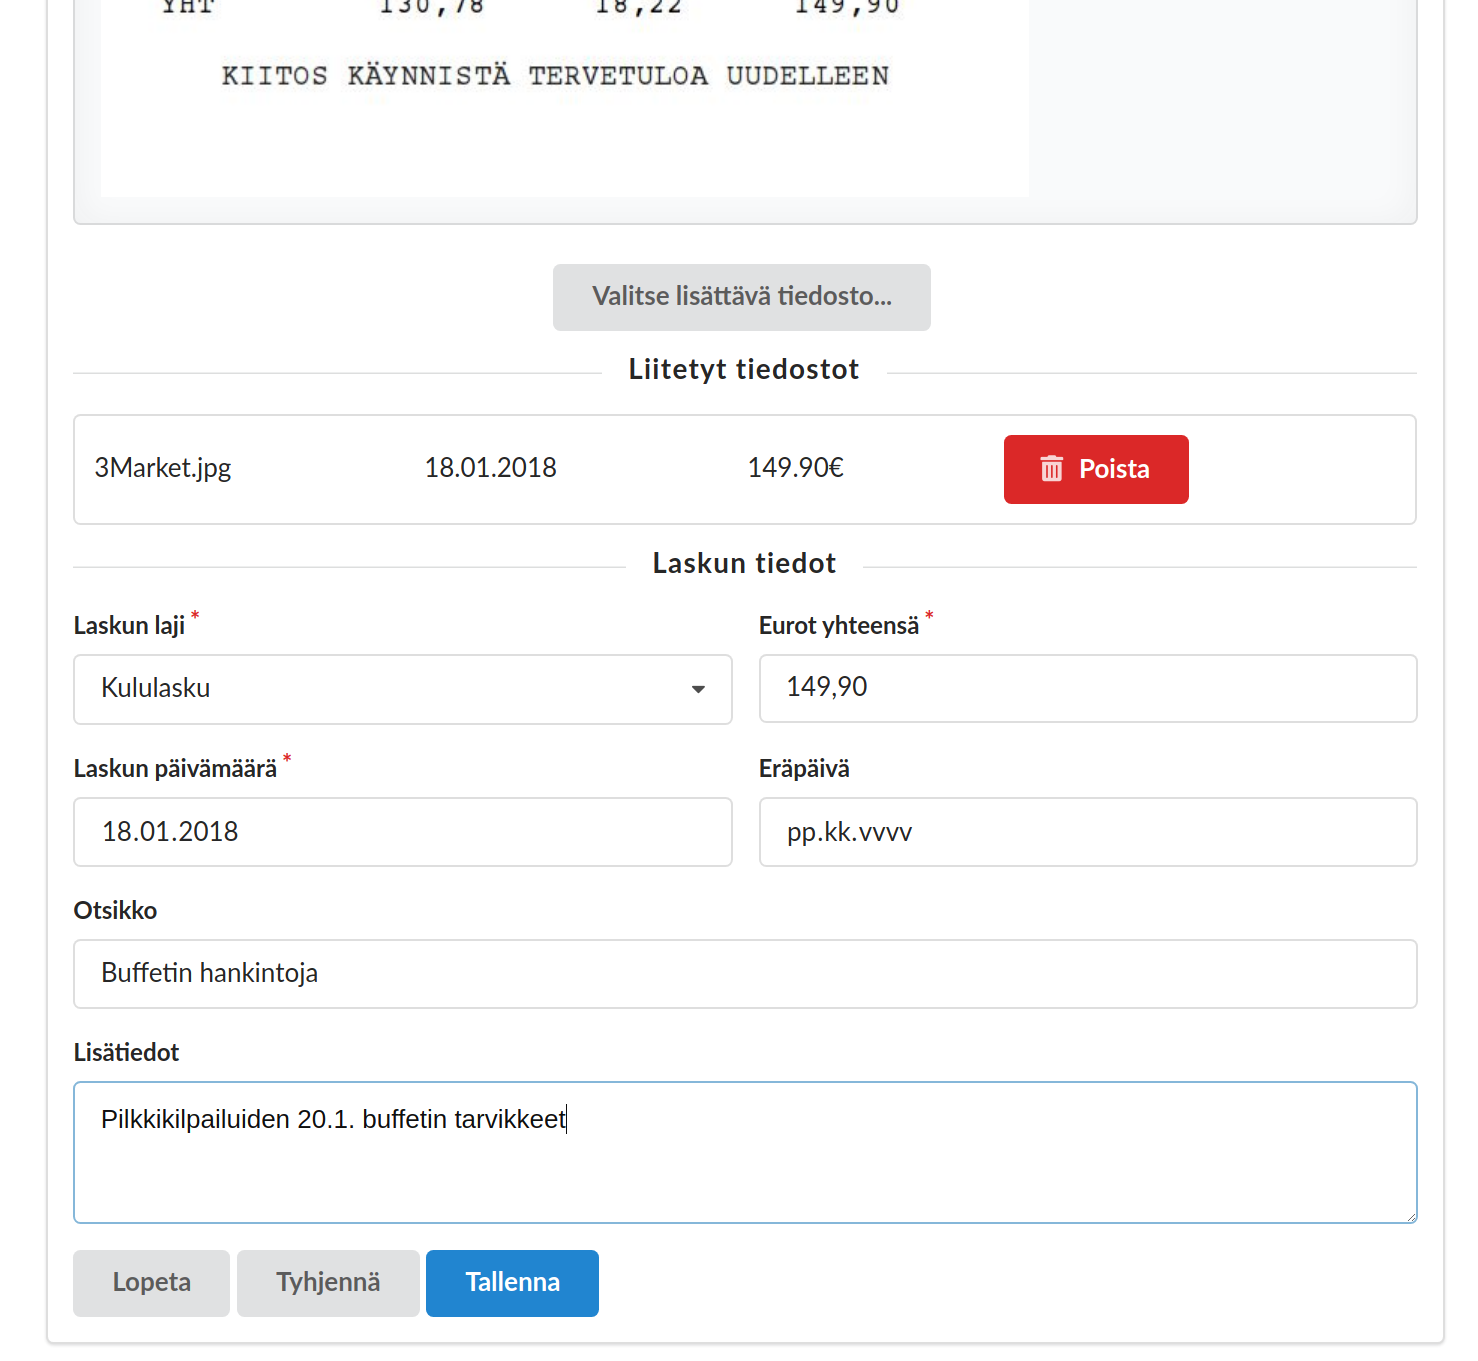 YHT 130,78 18,22 149,90
KIITOS KÄYNNISTÄ TERVETULOA UUDELLEEN
Valitse lisättävä tiedosto...
Liitetyt tiedostot
3Market.jpg 18.01.2018 149.90€ Poista
Laskun tiedot
Laskun laji * Eurot yhteensä *
Kululasku 149,90
Laskun päivämäärä * Eräpäivä
18.01.2018 pp.kk.vvvv
Otsikko
Buffetin hankintoja
Lisätiedot
Pilkkikilpailuiden 20.1. buffetin tarvikkeet
Lopeta Tyhjennä Tallenna